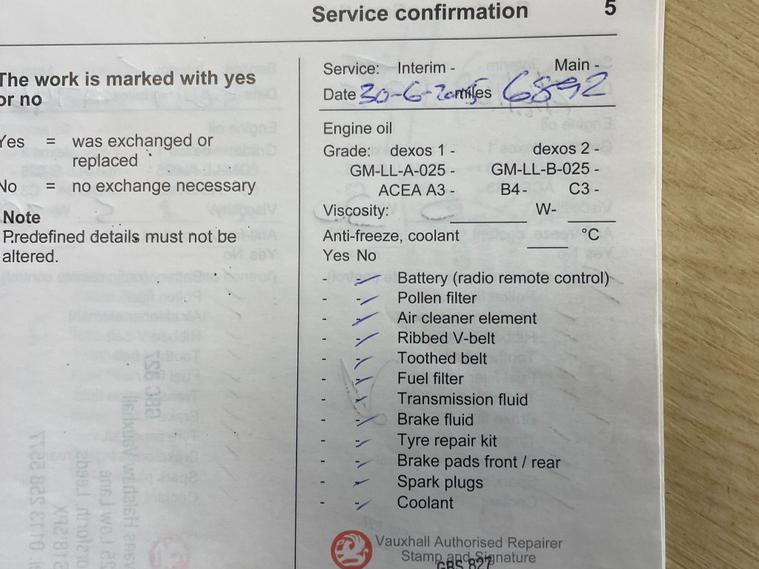 Service confirmation 5
The work is marked with yes
or no
Yes = was exchanged or
replaced
No = no exchange necessary
Note
Predefined details must not be
altered.
Service: Interim - Main -
Date 30-6-2015 miles 6892
Engine oil
Grade: dexos 1 - dexos 2 -
GM-LL-A-025 - GM-LL-B-025 -
ACEA A3 - B4 - C3 -
Viscosity: W-
Anti-freeze, coolant °C
Yes No
Battery (radio remote control)
- Pollen filter
- Air cleaner element
- Ribbed V-belt
- Toothed belt
- Fuel filter
- Transmission fluid
- Brake fluid
- Tyre repair kit
- Brake pads front / rear
- Spark plugs
- Coolant
Vauxhall Authorised Repairer
Stamp and Signature
GBS 827